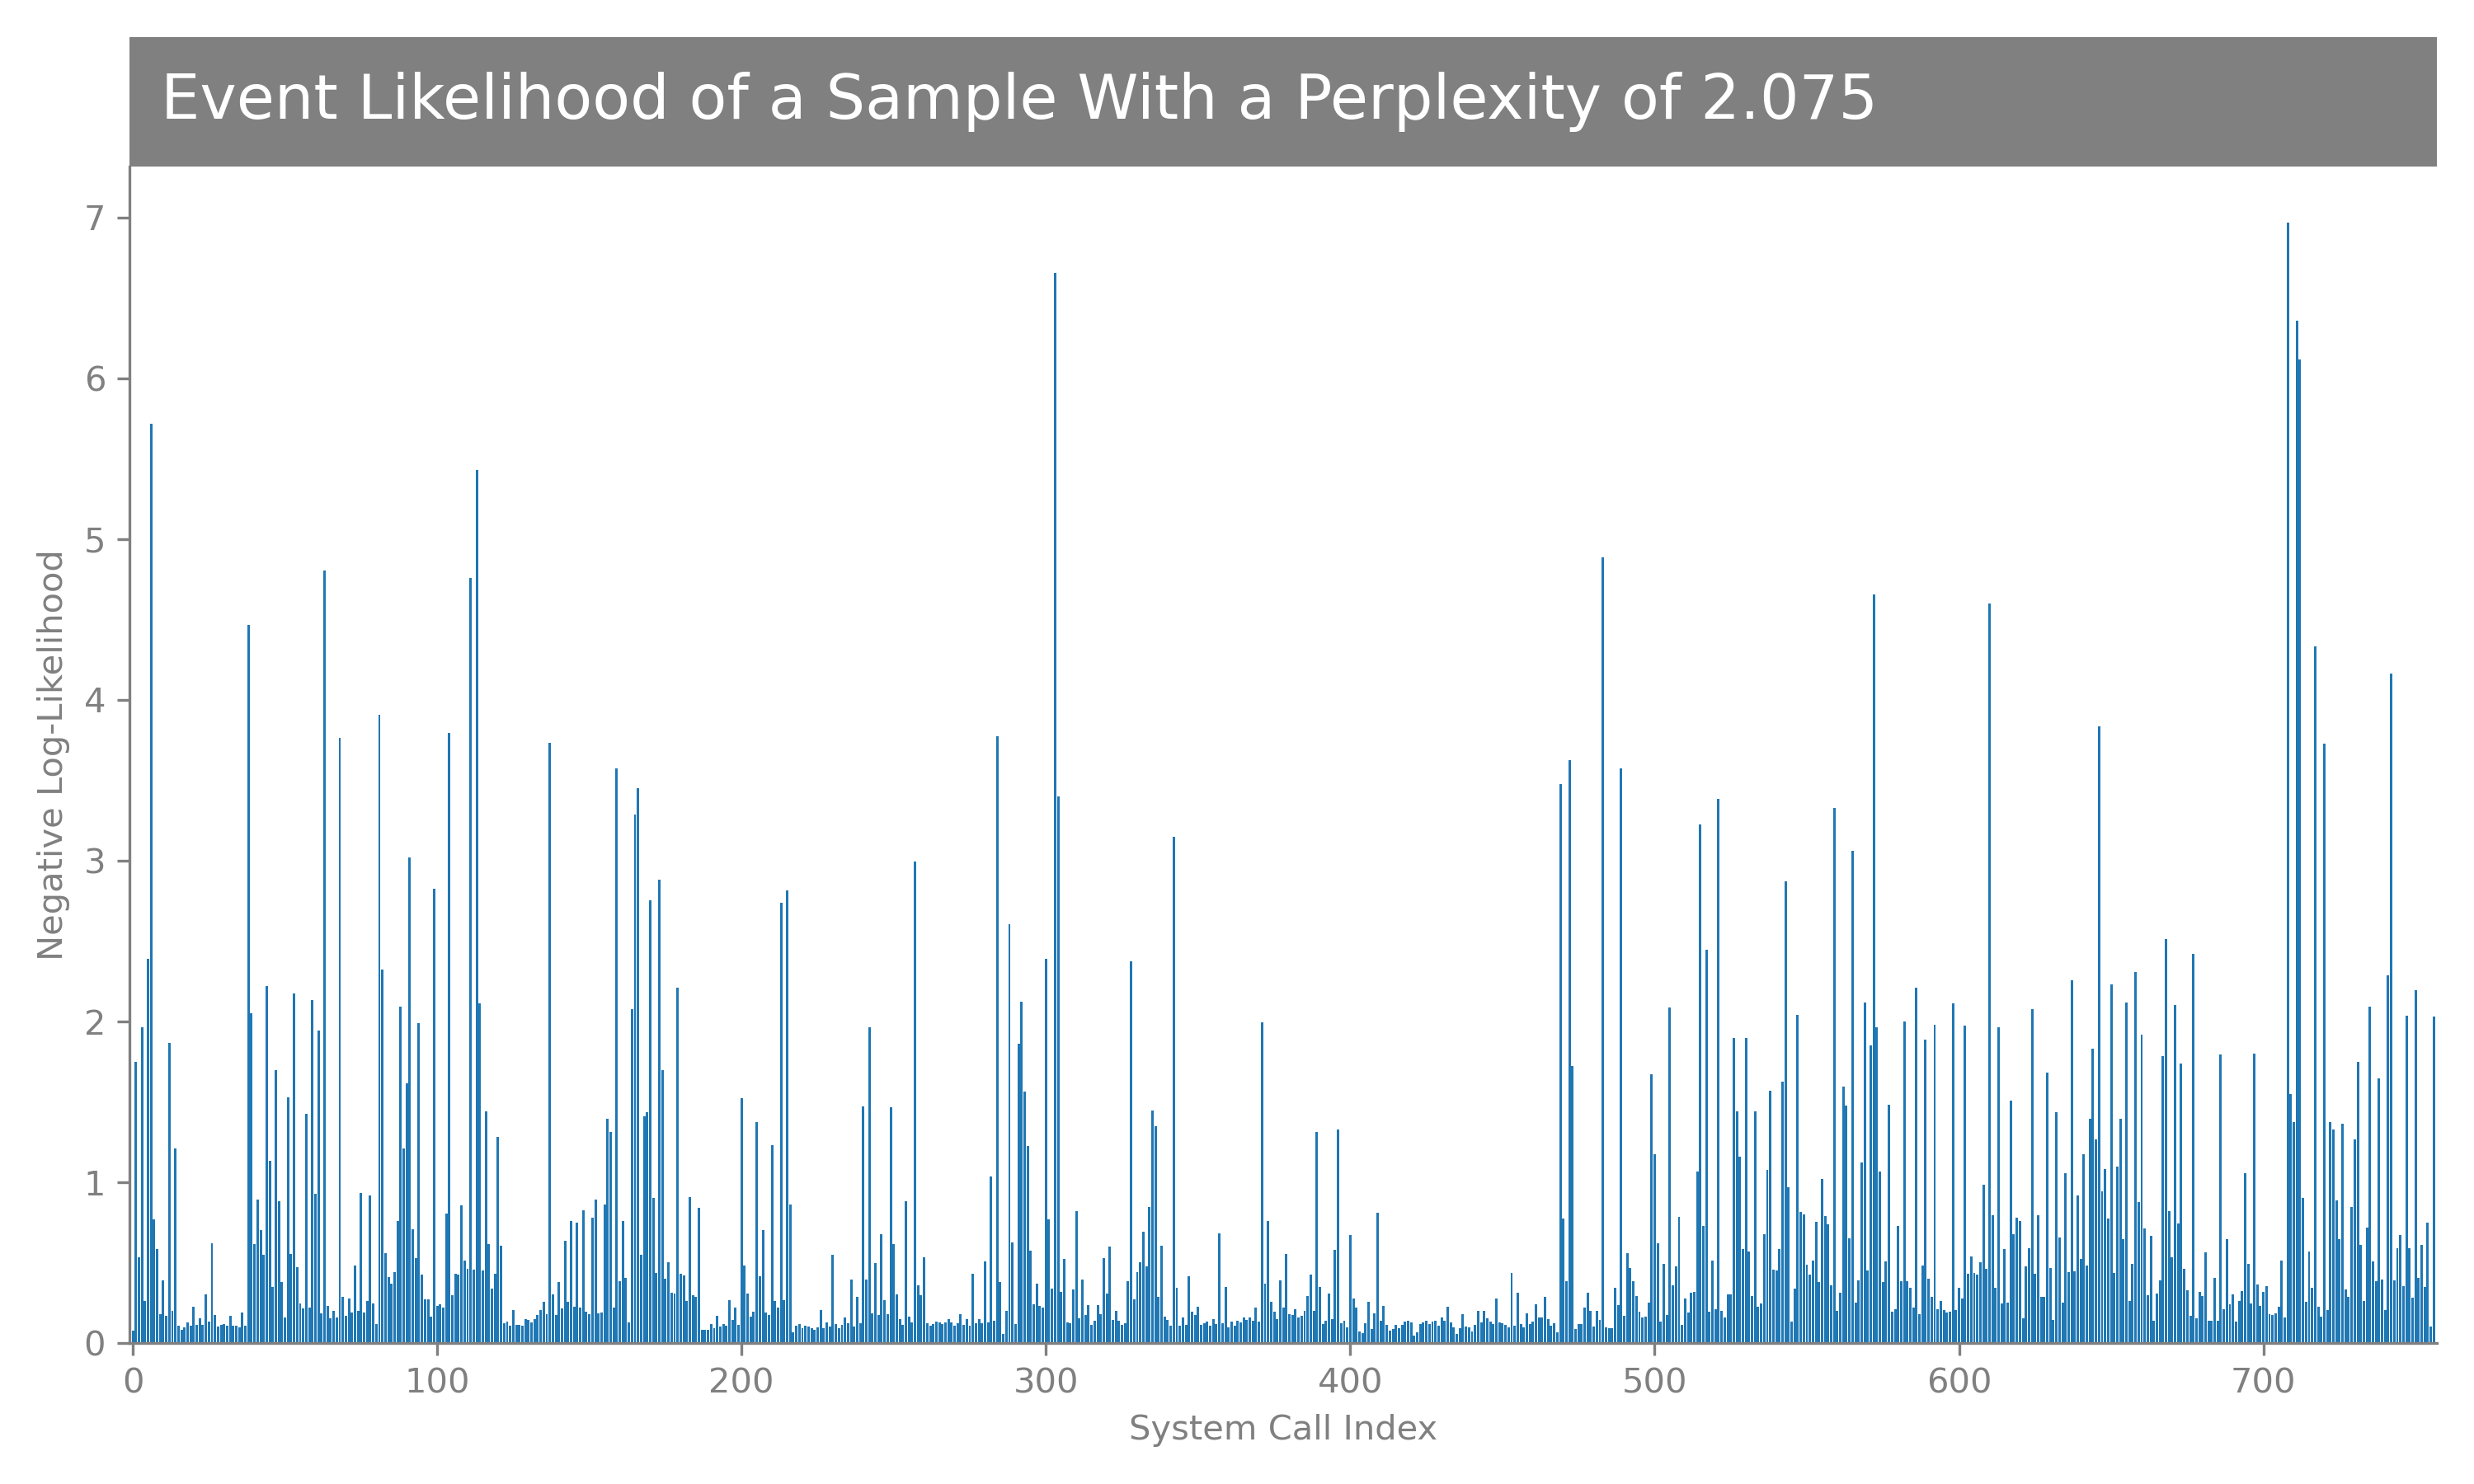 Event Likelihood of a Sample With a Perplexity of 2.075
7
6
5
4
3
2
1
0
Negative Log-Likelihood
0 100 200 300 400 500 600 700
System Call Index